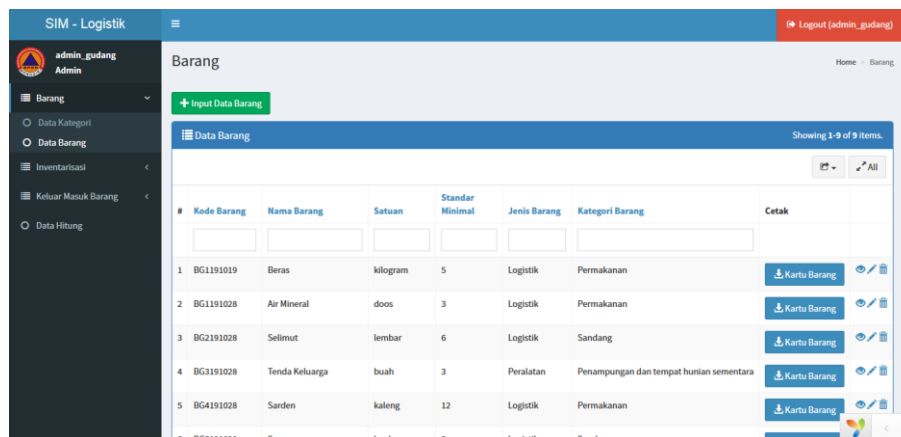 SIM - Logistik
Logout (admin_gudang)
admin_gudang
Admin
Barang
Data Kategori
Data Barang
Inventarisasi
Keluar Masuk Barang
Data Hitung
Barang
Home > Barang
Input Data Barang
Data Barang
Showing 1-9 of 9 items.
All
# Kode Barang Nama Barang Satuan Standar Minimal Jenis Barang Kategori Barang Cetak
1 BG1191019 Beras kilogram 5 Logistik Permakanan Kartu Barang
2 BG1191028 Air Mineral doos 3 Logistik Permakanan Kartu Barang
3 BG2191028 Selimut lembar 6 Logistik Sandang Kartu Barang
4 BG3191028 Tenda Keluarga buah 3 Peralatan Penampungan dan tempat hunian sementara Kartu Barang
5 BG4191028 Sarden kaleng 12 Logistik Permakanan Kartu Barang